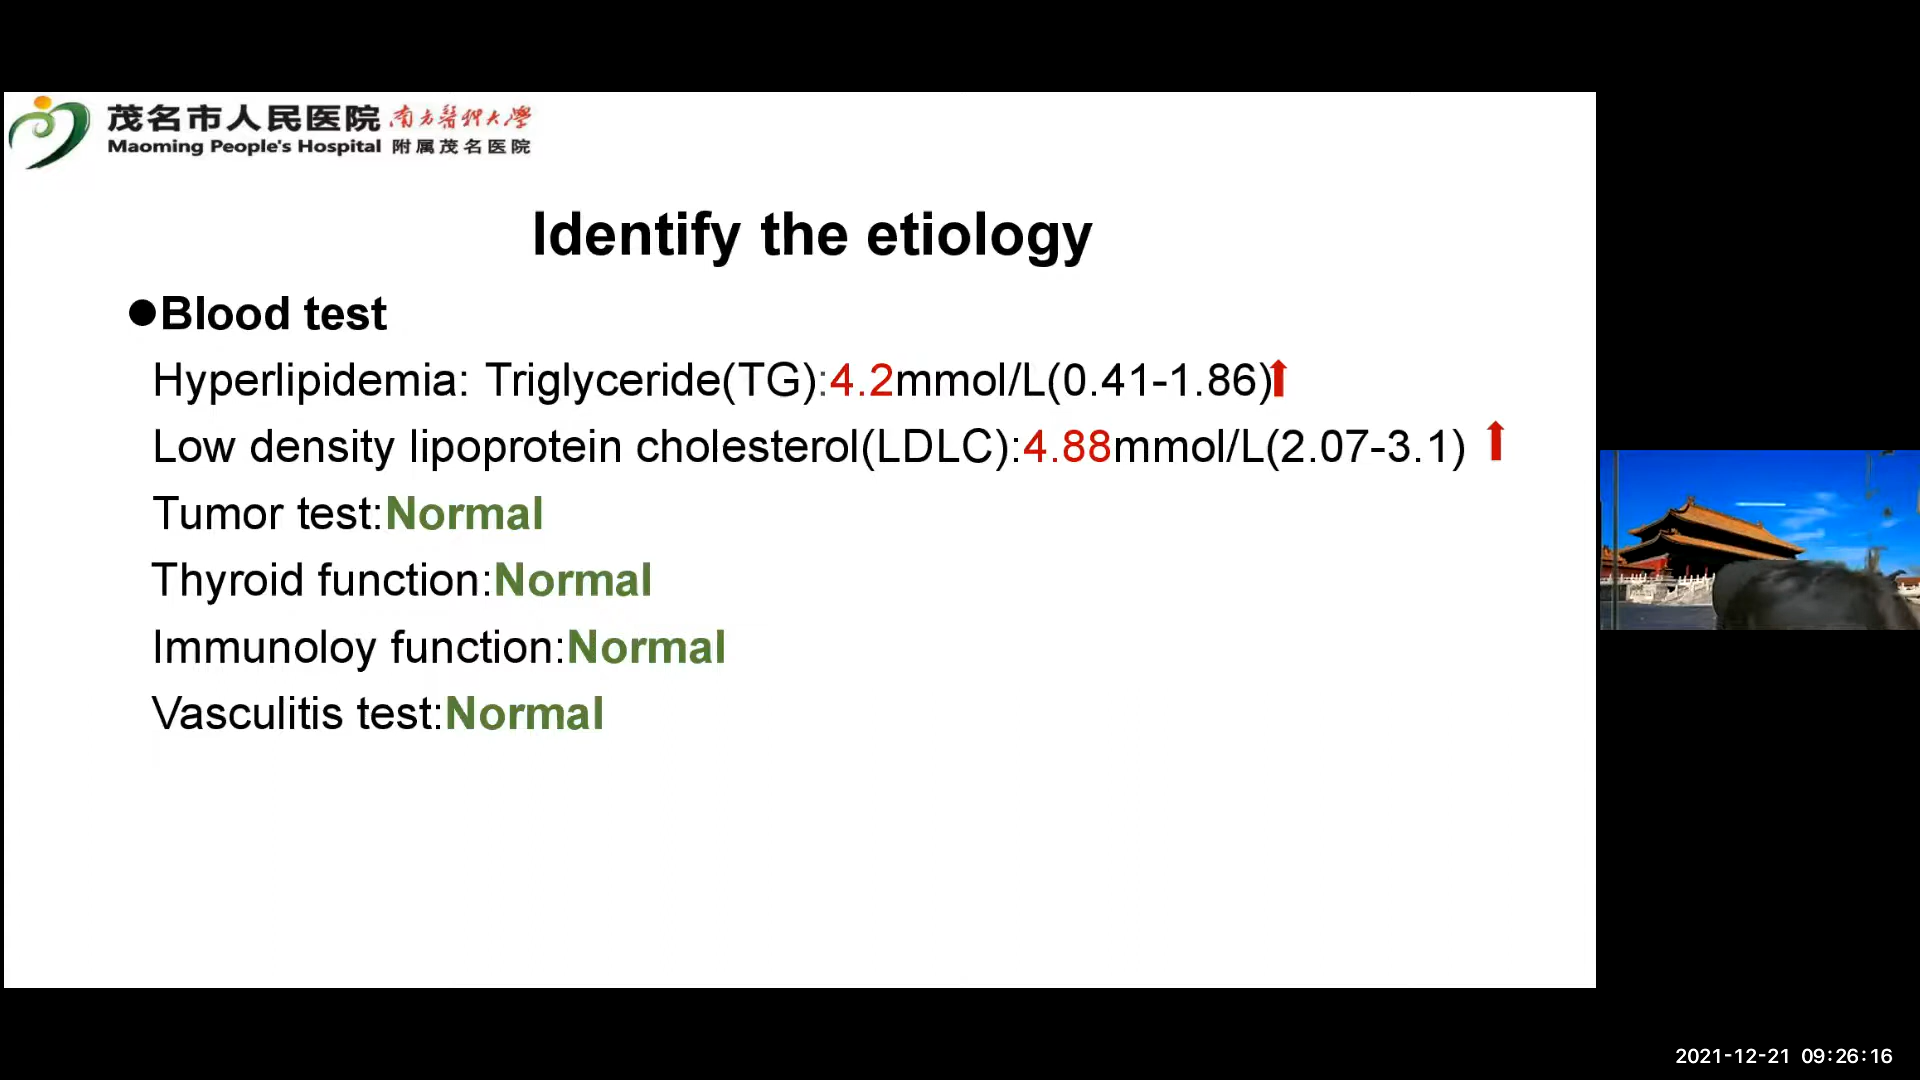 茂名市人民医院 南方醫科大學
Maoming People's Hospital 附属茂名医院
Identify the etiology
●Blood test
Hyperlipidemia: Triglyceride(TG):4.2mmol/L(0.41-1.86)⬆
Low density lipoprotein cholesterol(LDLC):4.88mmol/L(2.07-3.1) ⬆
Tumor test:Normal
Thyroid function:Normal
Immunoloy function:Normal
Vasculitis test:Normal
2021-12-21 09:26:16